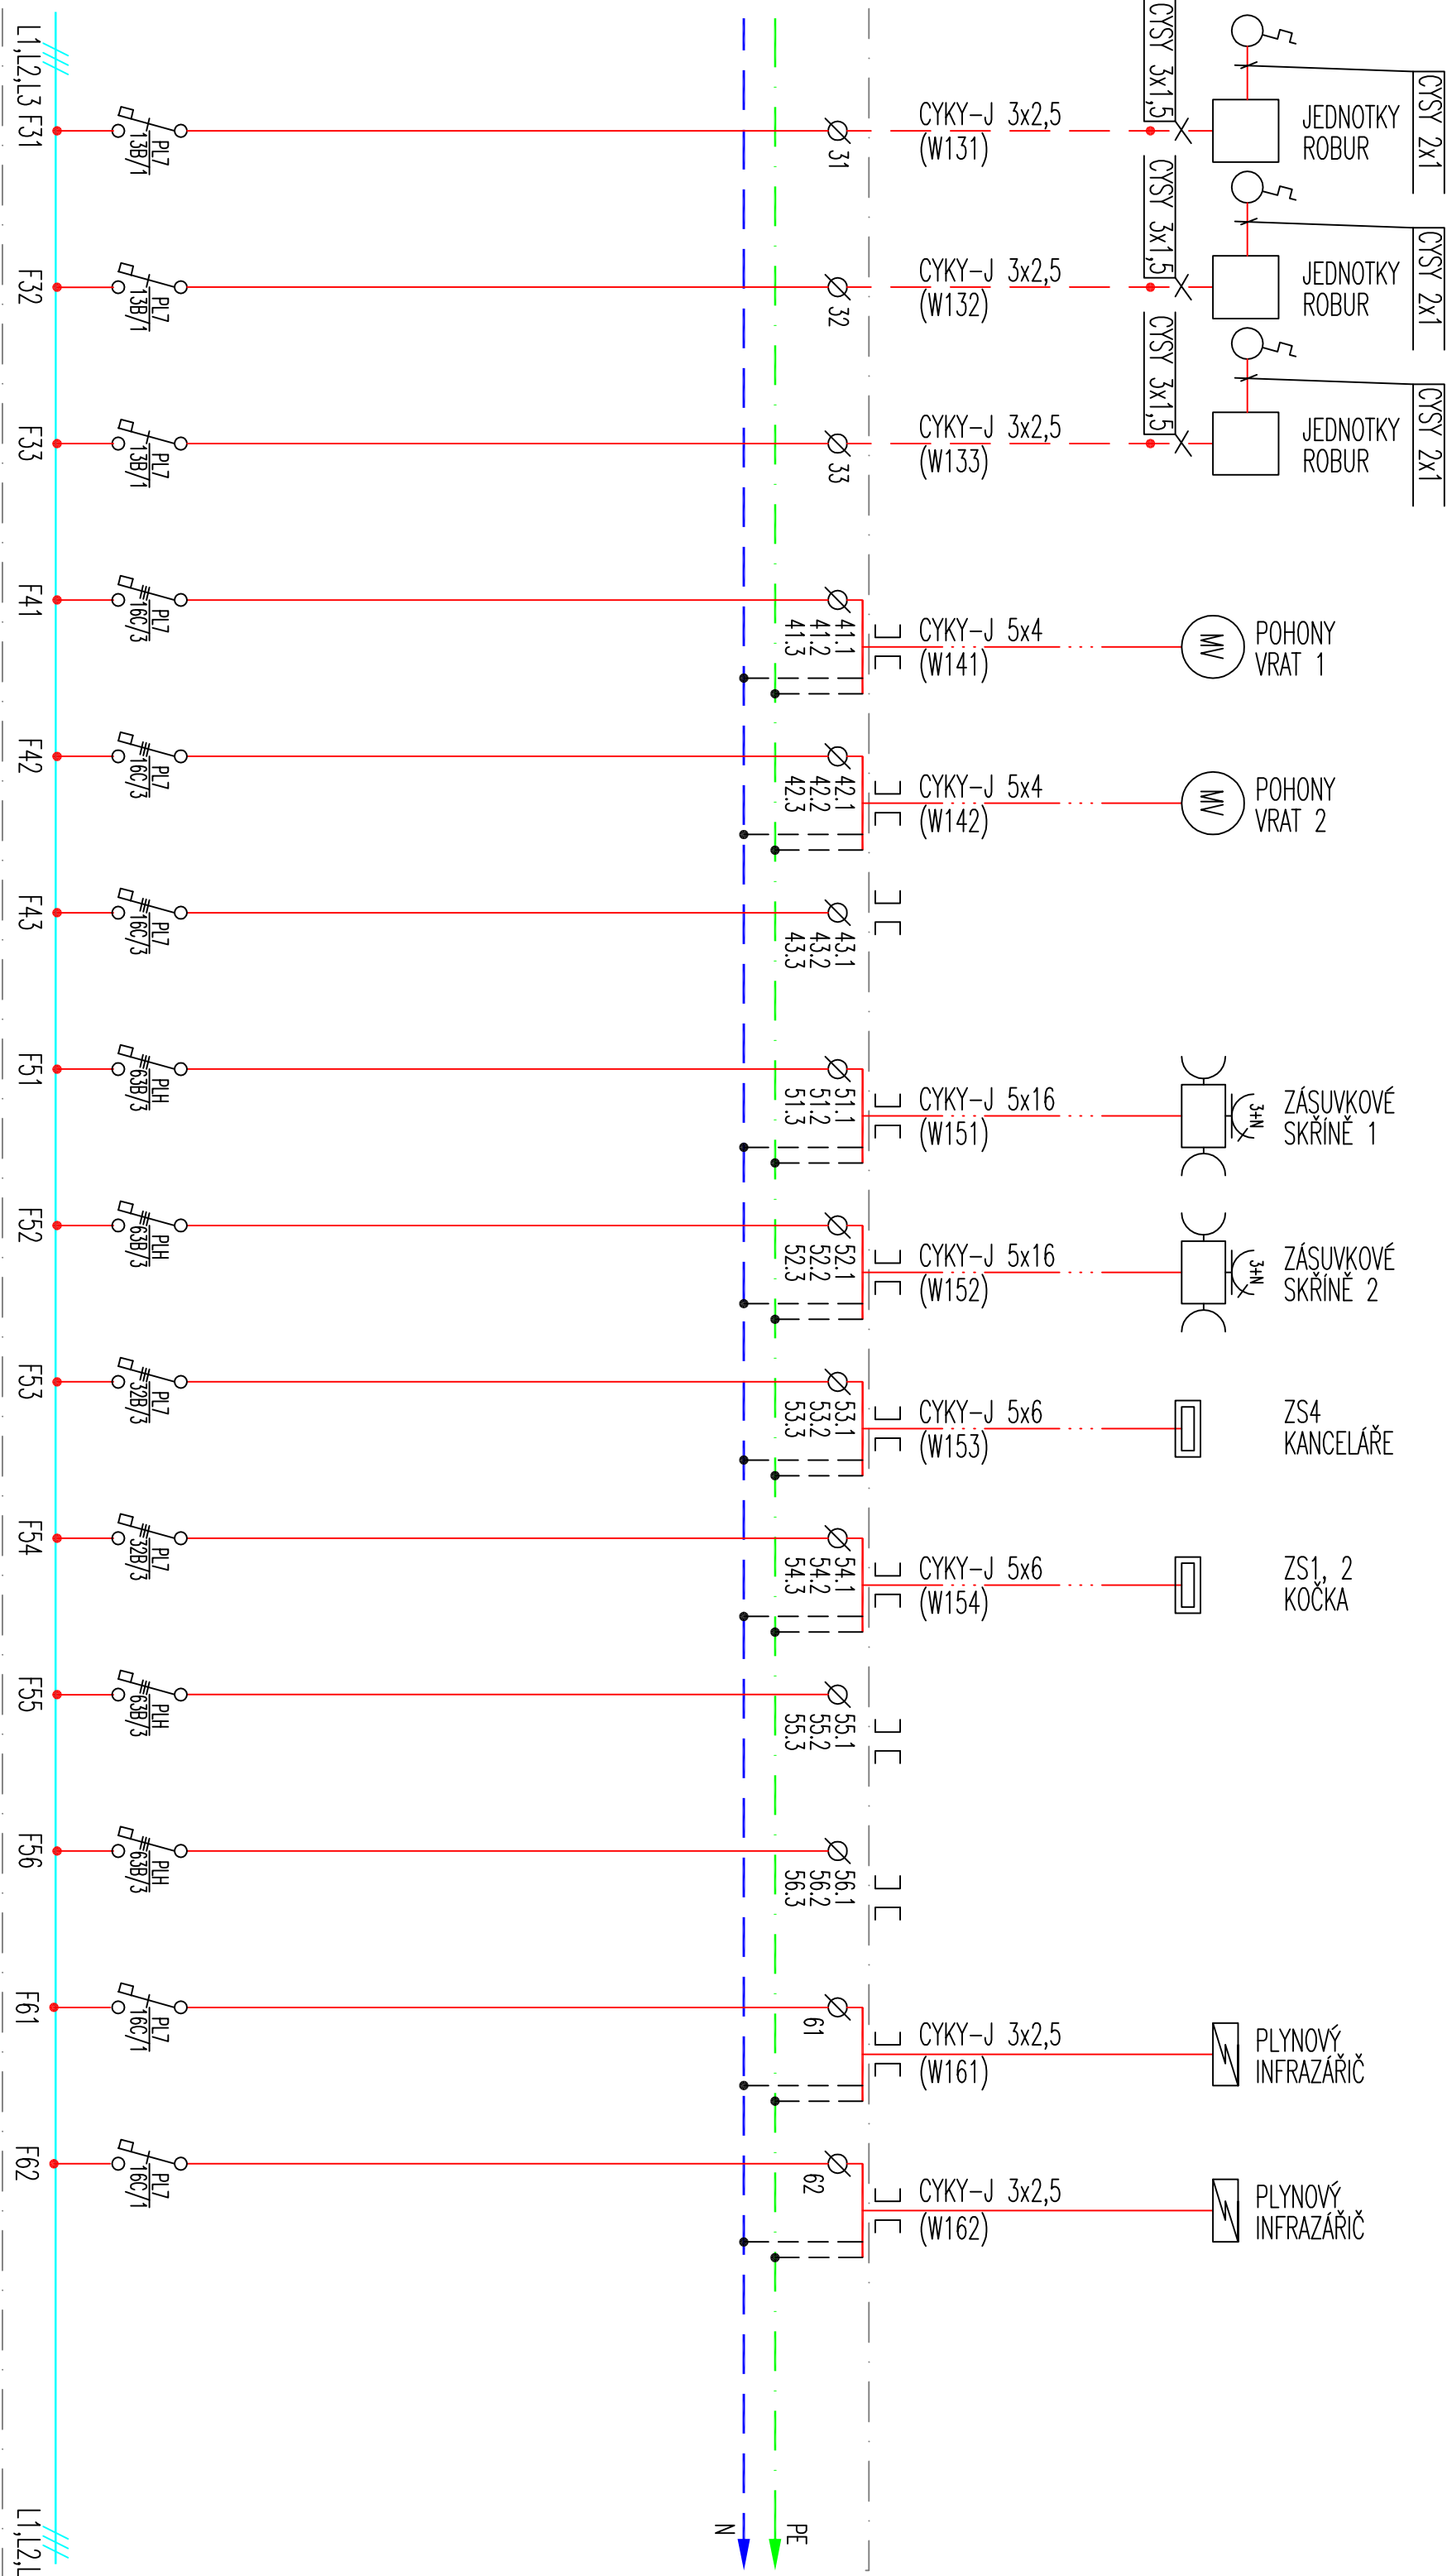 L1,L2,L3
F31
PL7
13B/1
31
CYKY-J 3x2,5
(W131)
CYSY 3x1,5
JEDNOTKY
ROBUR
CYSY 2x1
F32
PL7
13B/1
32
CYKY-J 3x2,5
(W132)
CYSY 3x1,5
JEDNOTKY
ROBUR
CYSY 2x1
F33
PL7
13B/1
33
CYKY-J 3x2,5
(W133)
CYSY 3x1,5
JEDNOTKY
ROBUR
CYSY 2x1
F41
PL7
16C/3
41.1
41.2
41.3
CYKY-J 5x4
(W141)
MV
POHONY
VRAT 1
F42
PL7
16C/3
42.1
42.2
42.3
CYKY-J 5x4
(W142)
MV
POHONY
VRAT 2
F43
PL7
16C/3
43.1
43.2
43.3
F51
PLH
63B/3
51.1
51.2
51.3
CYKY-J 5x16
(W151)
3+N
ZÁSUVKOVÉ
SKŘÍNĚ 1
F52
PLH
63B/3
52.1
52.2
52.3
CYKY-J 5x16
(W152)
3+N
ZÁSUVKOVÉ
SKŘÍNĚ 2
F53
PL7
32B/3
53.1
53.2
53.3
CYKY-J 5x6
(W153)
ZS4
KANCELÁŘE
F54
PL7
32B/3
54.1
54.2
54.3
CYKY-J 5x6
(W154)
ZS1, 2
KOČKA
F55
PLH
63B/3
55.1
55.2
55.3
F56
PLH
63B/3
56.1
56.2
56.3
F61
PL7
16C/1
61
CYKY-J 3x2,5
(W161)
PLYNOVÝ
INFRAZÁŘIČ
F62
PL7
16C/1
62
CYKY-J 3x2,5
(W162)
PLYNOVÝ
INFRAZÁŘIČ
PE
N
L1,L2,L